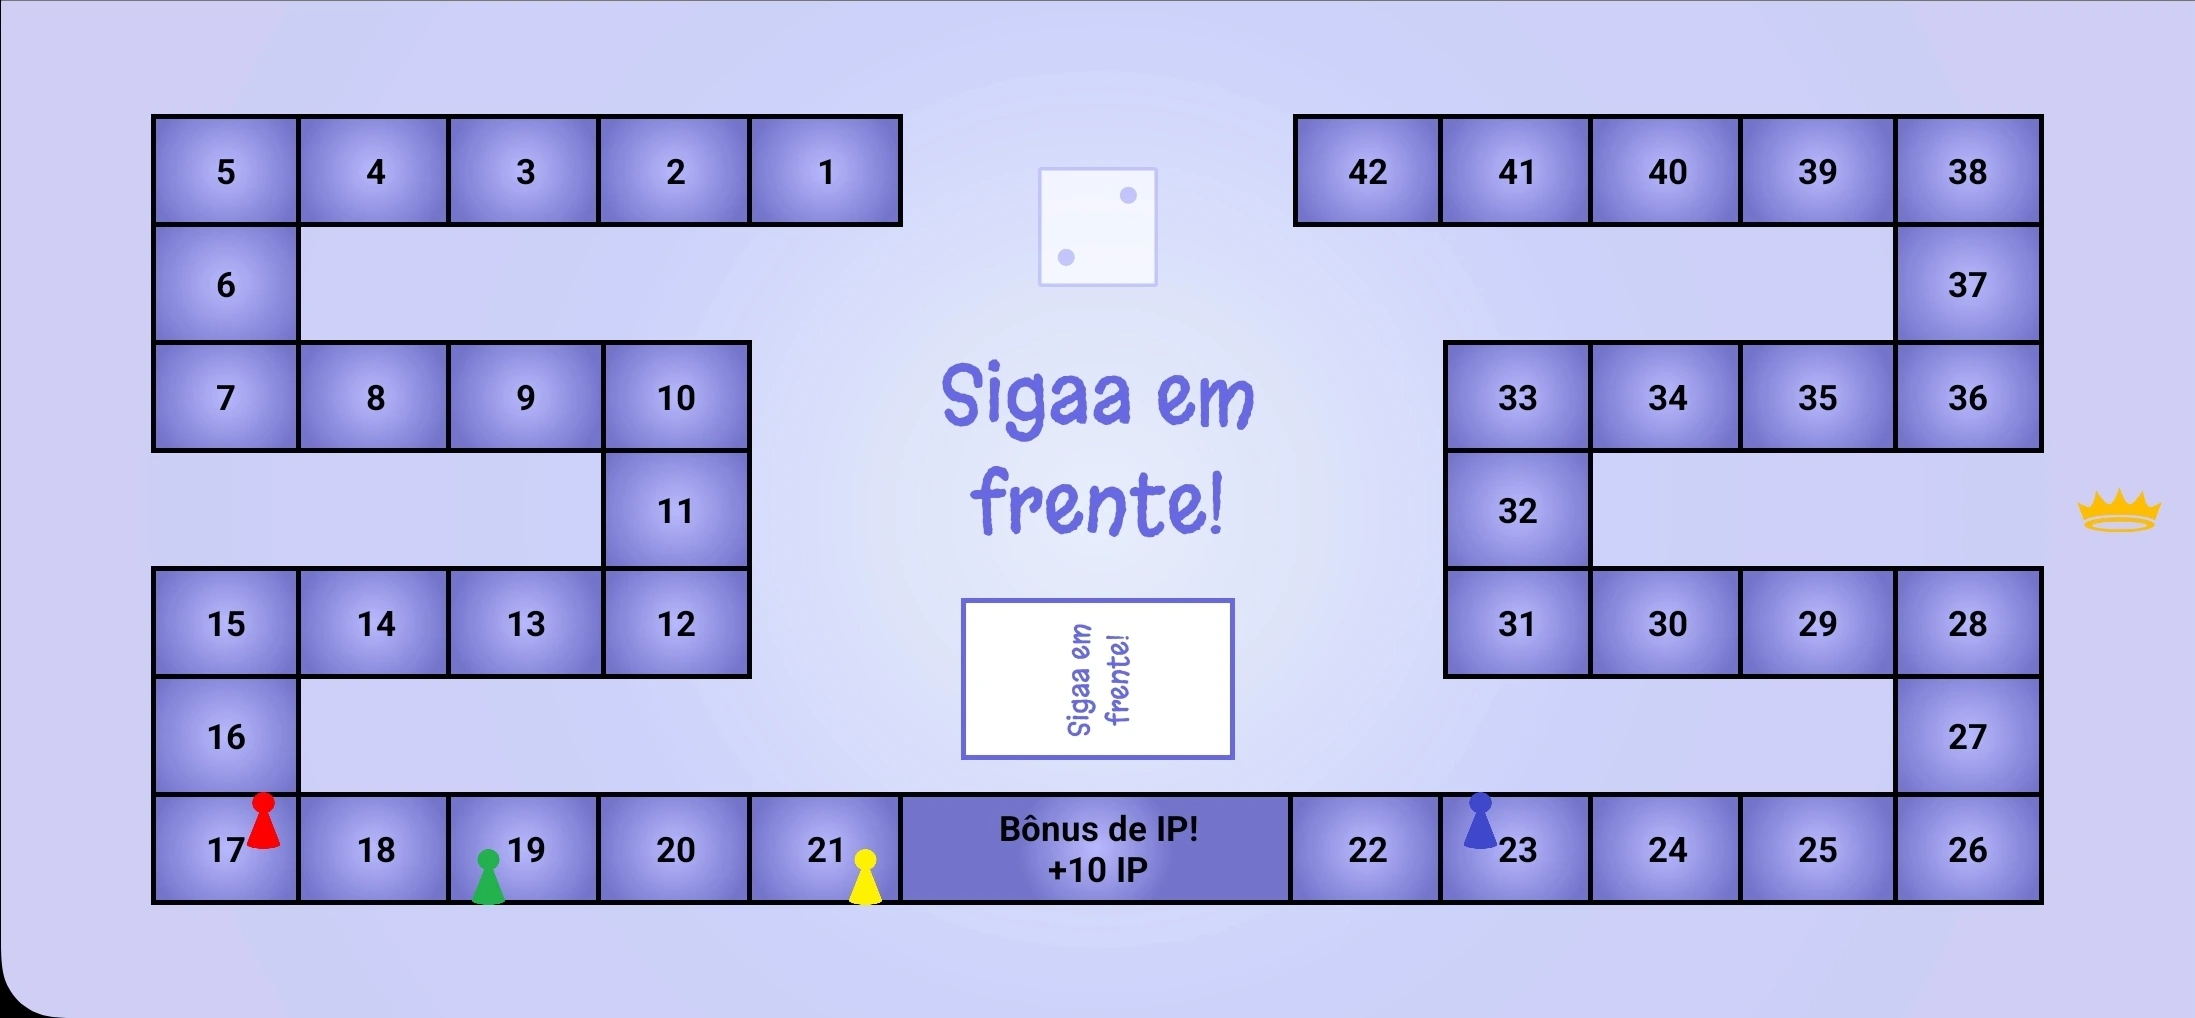 5 4 3 2 1 42 41 40 39 38
6 37
Sigaa em
frente!
7 8 9 10 33 34 35 36
11 32
15 14 13 12 31 30 29 28
Sigaa em
frente!
16 27
17 18 19 20 21 Bônus de IP!
+10 IP
22 23 24 25 26